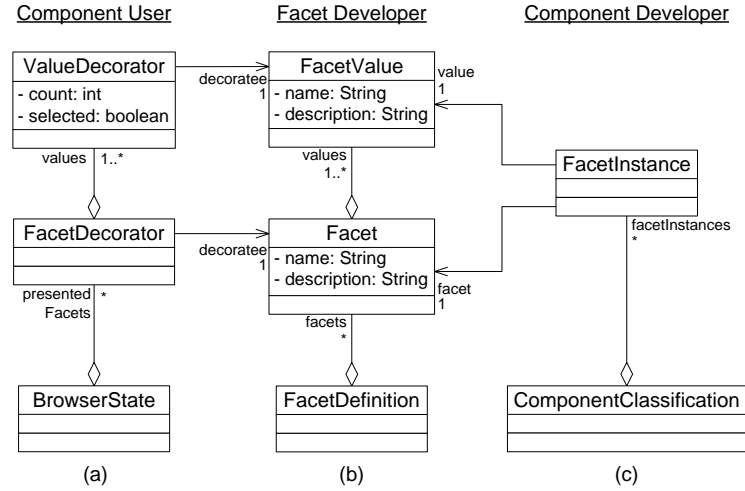 Component User
Facet Developer
Component Developer
ValueDecorator
- count: int
- selected: boolean
decoratee
1
FacetValue
- name: String
- description: String
value
1
values
1..*
values
1..*
FacetInstance
FacetDecorator
decoratee
1
Facet
- name: String
- description: String
facet
1
facetInstances
*
presented
Facets
*
facets
*
BrowserState
FacetDefinition
ComponentClassification
(a)
(b)
(c)